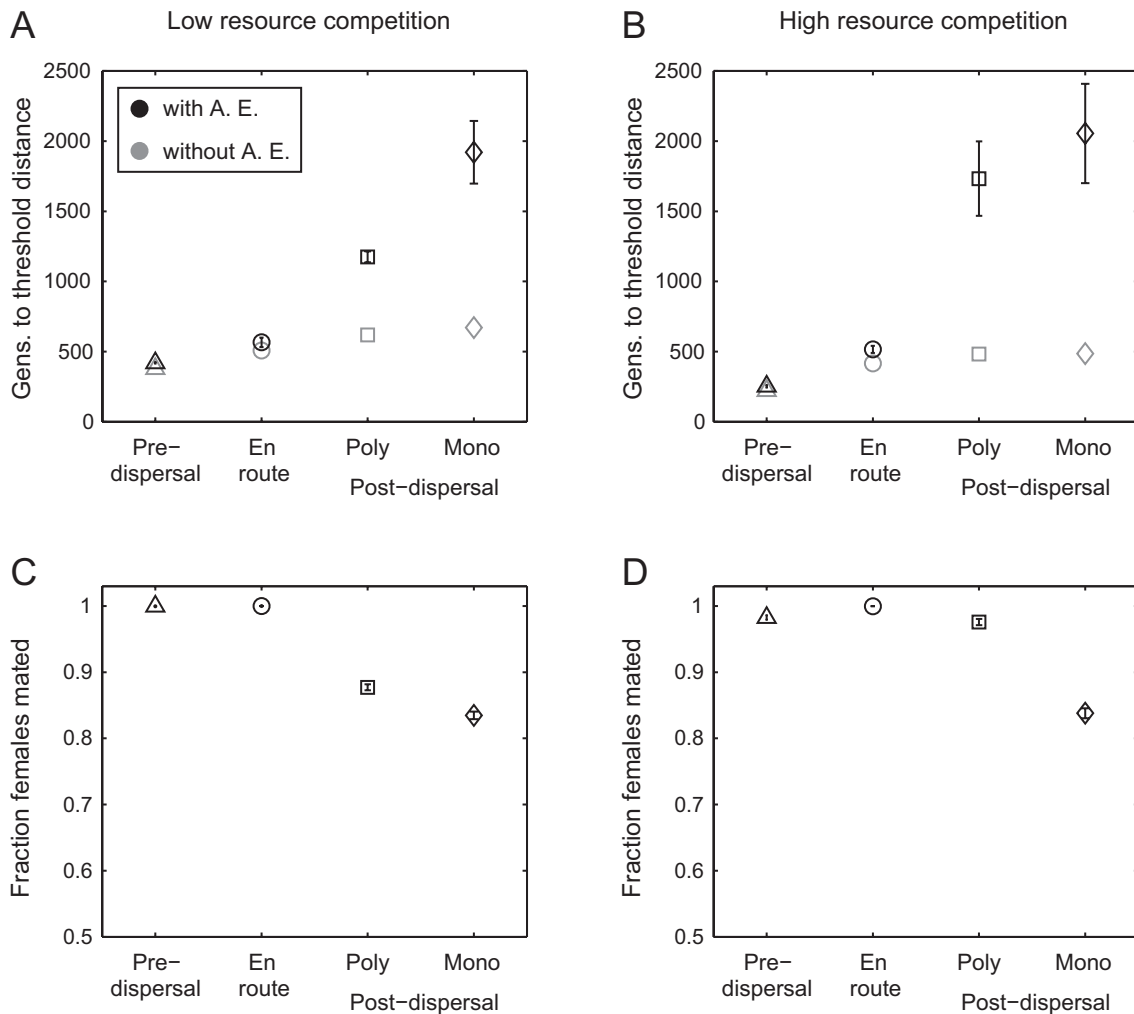 A
Low resource competition
Gens. to threshold distance
2500
2000
1500
1000
500
0
with A. E.
without A. E.
Pre−
dispersal
En
route
Poly
Mono
Post−dispersal
B
High resource competition
Gens. to threshold distance
2500
2000
1500
1000
500
0
Pre−
dispersal
En
route
Poly
Mono
Post−dispersal
C
Fraction females mated
1
0.9
0.8
0.7
0.6
0.5
Pre−
dispersal
En
route
Poly
Mono
Post−dispersal
D
Fraction females mated
1
0.9
0.8
0.7
0.6
0.5
Pre−
dispersal
En
route
Poly
Mono
Post−dispersal